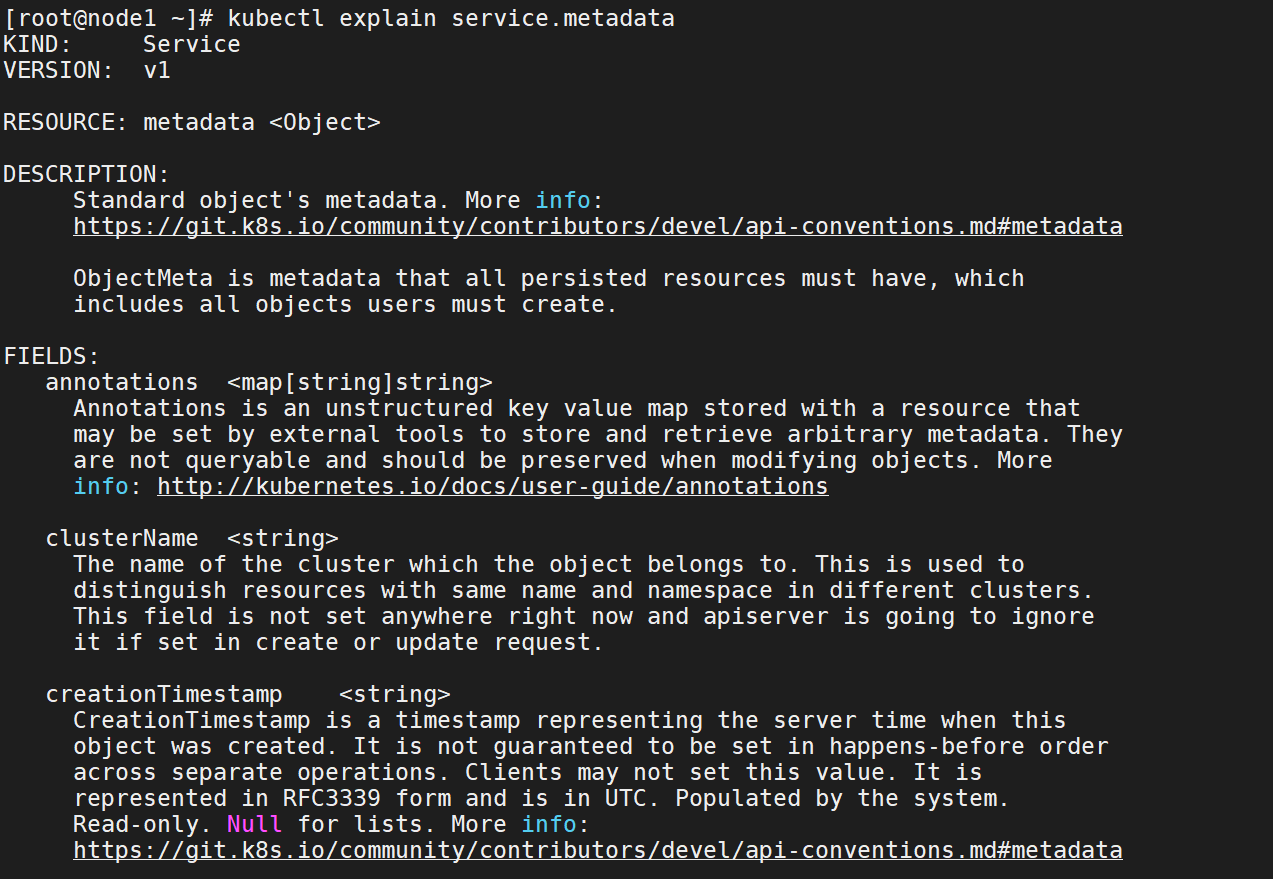 [root@node1 ~]# kubectl explain service.metadata
KIND:     Service
VERSION:  v1
RESOURCE: metadata <Object>
DESCRIPTION:
Standard object's metadata. More info:
https://git.k8s.io/community/contributors/devel/api-conventions.md#metadata
ObjectMeta is metadata that all persisted resources must have, which
includes all objects users must create.
FIELDS:
annotations  <map[string]string>
Annotations is an unstructured key value map stored with a resource that
may be set by external tools to store and retrieve arbitrary metadata. They
are not queryable and should be preserved when modifying objects. More
info: http://kubernetes.io/docs/user-guide/annotations
clusterName  <string>
The name of the cluster which the object belongs to. This is used to
distinguish resources with same name and namespace in different clusters.
This field is not set anywhere right now and apiserver is going to ignore
it if set in create or update request.
creationTimestamp    <string>
CreationTimestamp is a timestamp representing the server time when this
object was created. It is not guaranteed to be set in happens-before order
across separate operations. Clients may not set this value. It is
represented in RFC3339 form and is in UTC. Populated by the system.
Read-only. Null for lists. More info:
https://git.k8s.io/community/contributors/devel/api-conventions.md#metadata